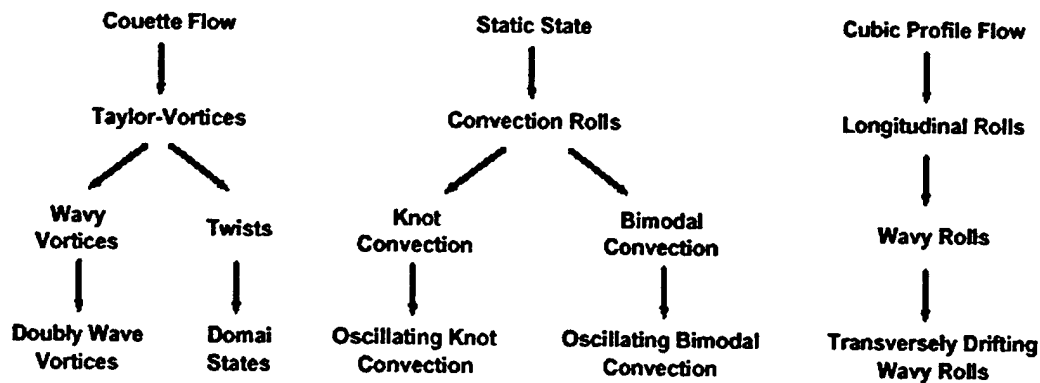 Couette Flow
Static State
Cubic Profile Flow
Taylor-Vortices
Convection Rolls
Longitudinal Rolls
Wavy
Vortices
Twists
Knot
Convection
Bimodal
Convection
Wavy Rolls
Doubly Wave
Vortices
Domai
States
Oscillating Knot
Convection
Oscillating Bimodal
Convection
Transversely Drifting
Wavy Rolls